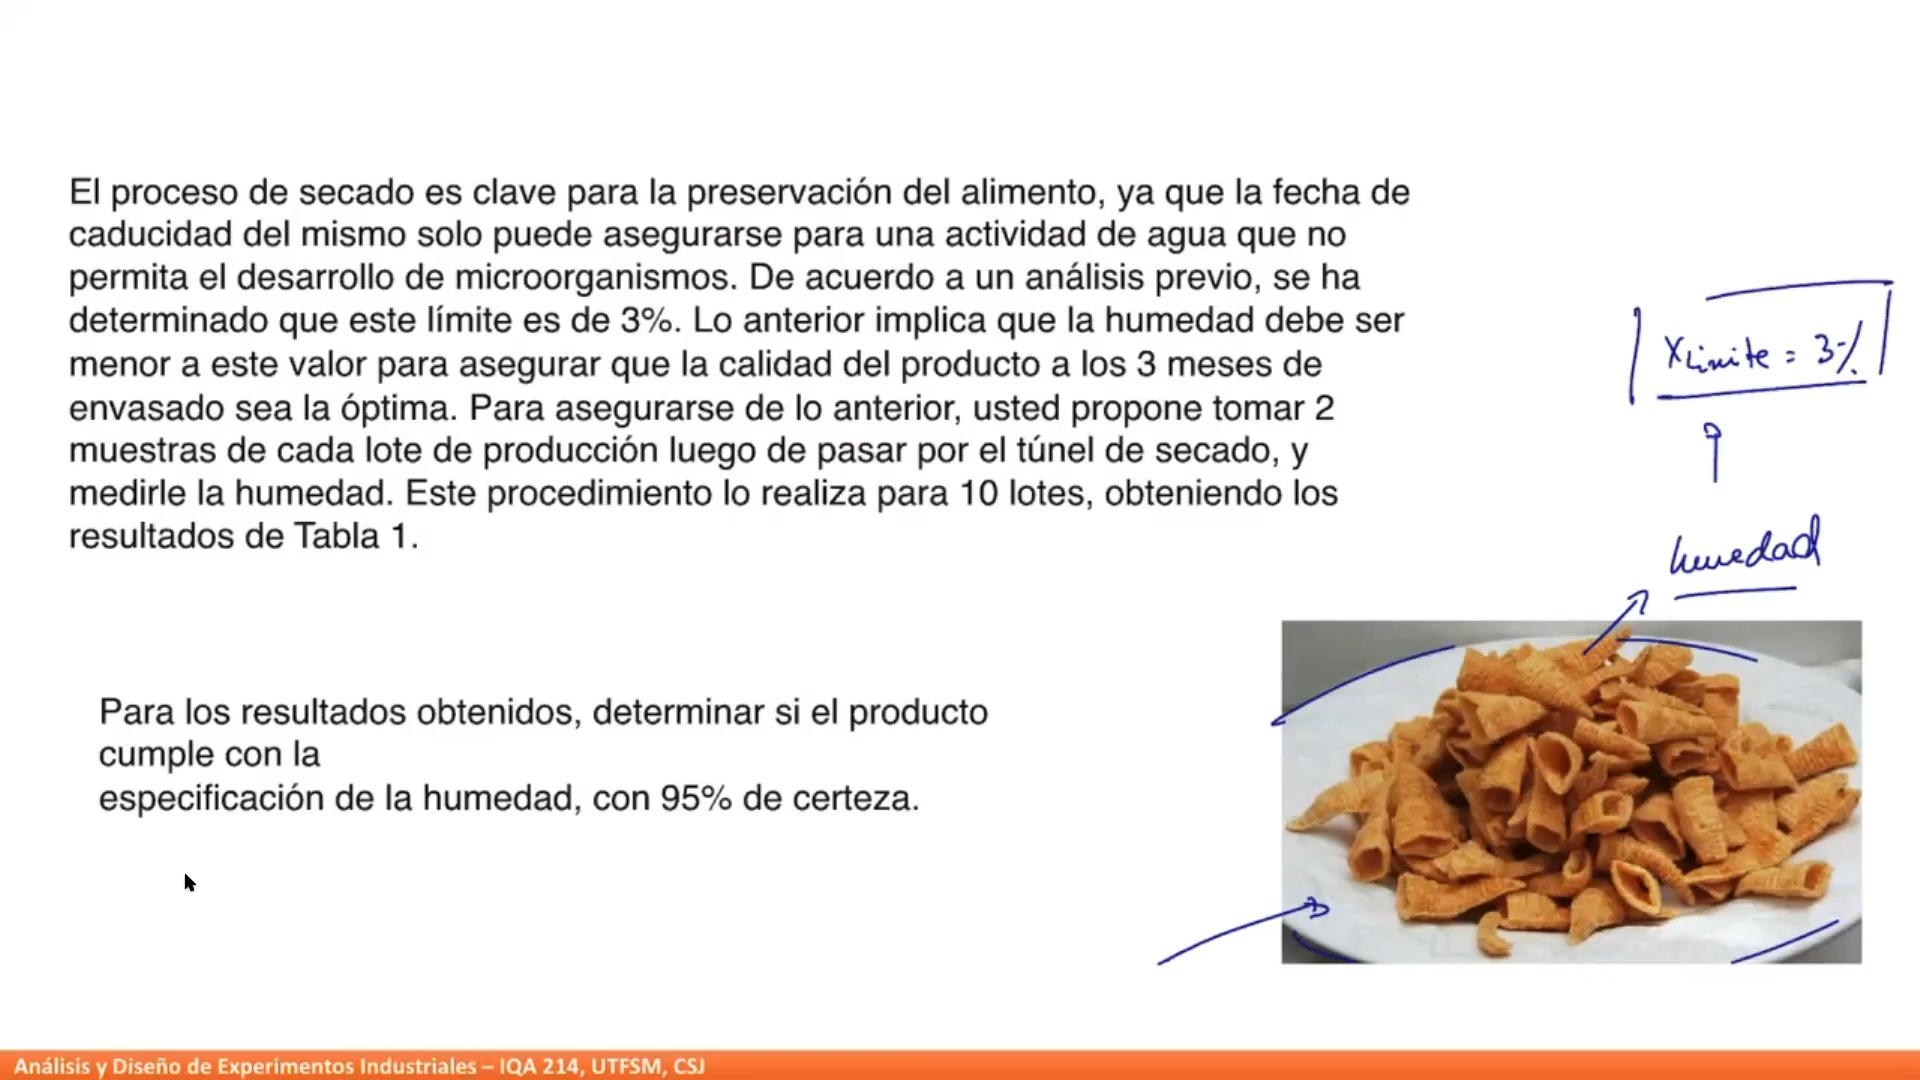 El proceso de secado es clave para la preservación del alimento, ya que la fecha de
caducidad del mismo solo puede asegurarse para una actividad de agua que no
permita el desarrollo de microorganismos. De acuerdo a un análisis previo, se ha
determinado que este límite es de 3%. Lo anterior implica que la humedad debe ser
menor a este valor para asegurar que la calidad del producto a los 3 meses de
envasado sea la óptima. Para asegurarse de lo anterior, usted propone tomar 2
muestras de cada lote de producción luego de pasar por el túnel de secado, y
medirle la humedad. Este procedimiento lo realiza para 10 lotes, obteniendo los
resultados de Tabla 1.
X Limite = 3%
humedad
Para los resultados obtenidos, determinar si el producto
cumple con la
especificación de la humedad, con 95% de certeza.
Análisis y Diseño de Experimentos Industriales – IQA 214, UTFSM, CSJ